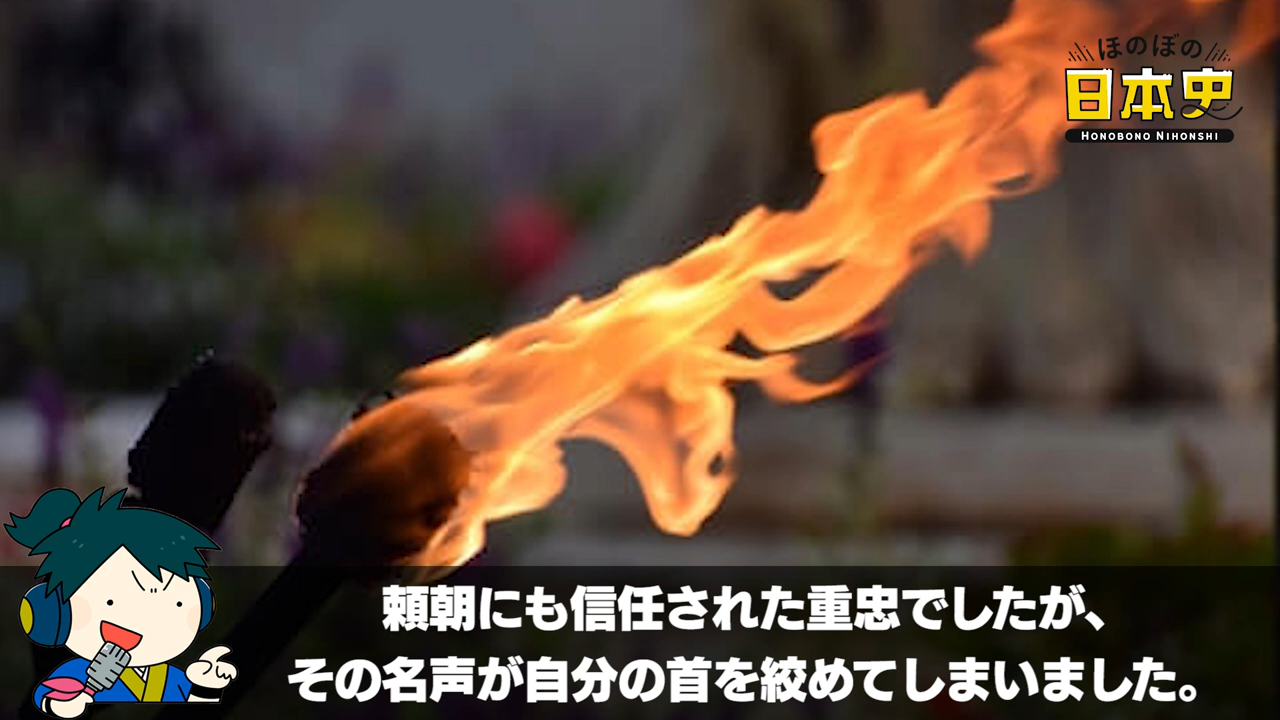 ほのぼの
日本史
HONOBONO NIHONSHI
頼朝にも信任された重忠でしたが、
その名声が自分の首を絞めてしまいました。